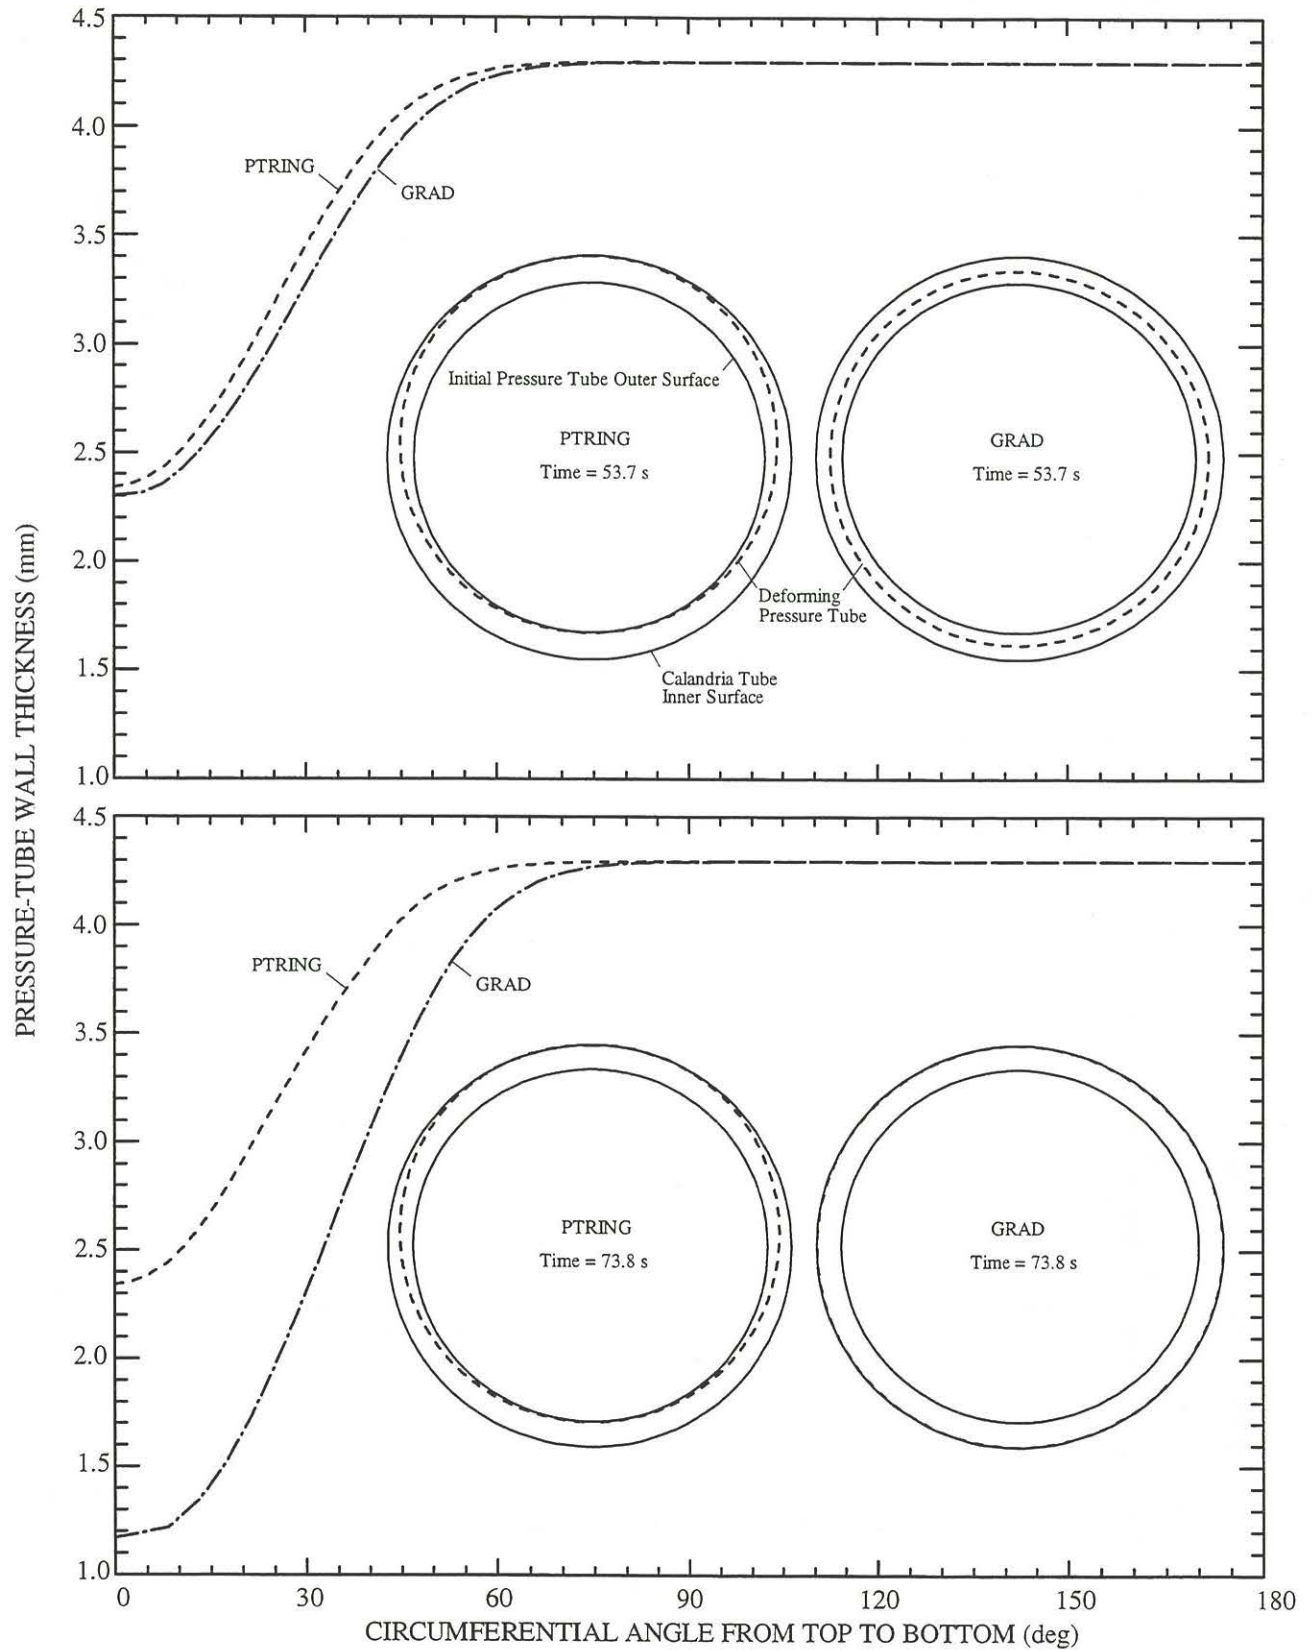 4.5
4.0
PTRING
GRAD
3.5
3.0
Initial Pressure Tube Outer Surface
2.5
PTRING
Time = 53.7 s
GRAD
Time = 53.7 s
2.0
Deforming
Pressure Tube
1.5
Calandria Tube
Inner Surface
1.0
PRESSURE-TUBE WALL THICKNESS (mm)
4.5
4.0
PTRING
GRAD
3.5
3.0
2.5
PTRING
Time = 73.8 s
GRAD
Time = 73.8 s
2.0
1.5
1.0
0 30 60 90 120 150 180
CIRCUMFERENTIAL ANGLE FROM TOP TO BOTTOM (deg)